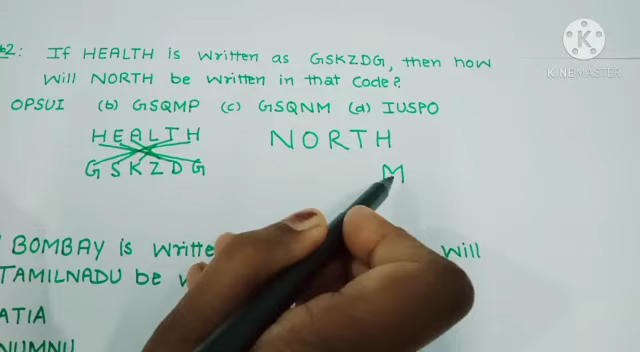 If HEALTH is written as GSKZDG, then how
will NORTH be written in that code?
OPSUI (b) GSQMP (c) GSQNM (d) IUSPO
HEALTH NORTH
GSKZDG M
BOMBAY is will
TAMILNADU be
ATIA
NUMNU
K
KINEMASTER